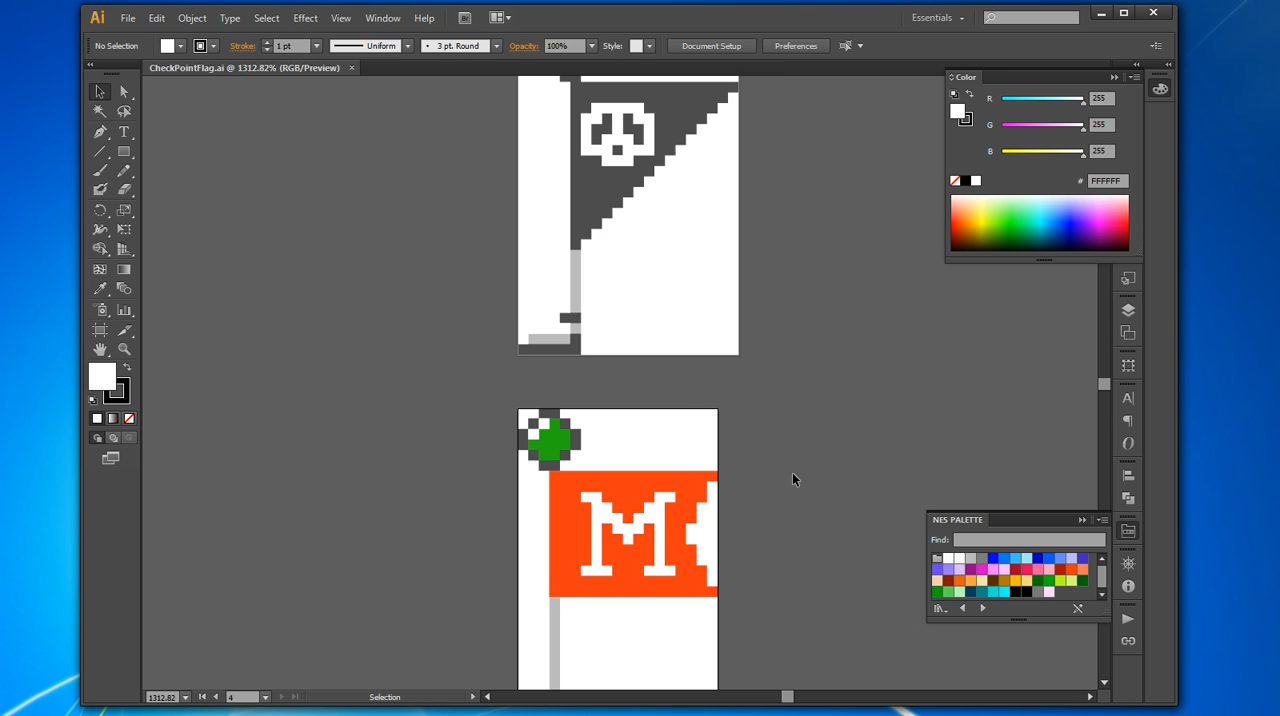 Ai File Edit Object Type Select Effect View Window Help Essentials
No Selection Stroke: 1 pt Uniform 3 pt. Round Opacity: 100% Style: Document Setup Preferences
CheckPointFlag.ai @ 1312.82% (RGB/Preview)
Color
R 255
G 255
B 255
# FFFFFF
M
NES PALETTE
Find:
1312.82 4 Selection